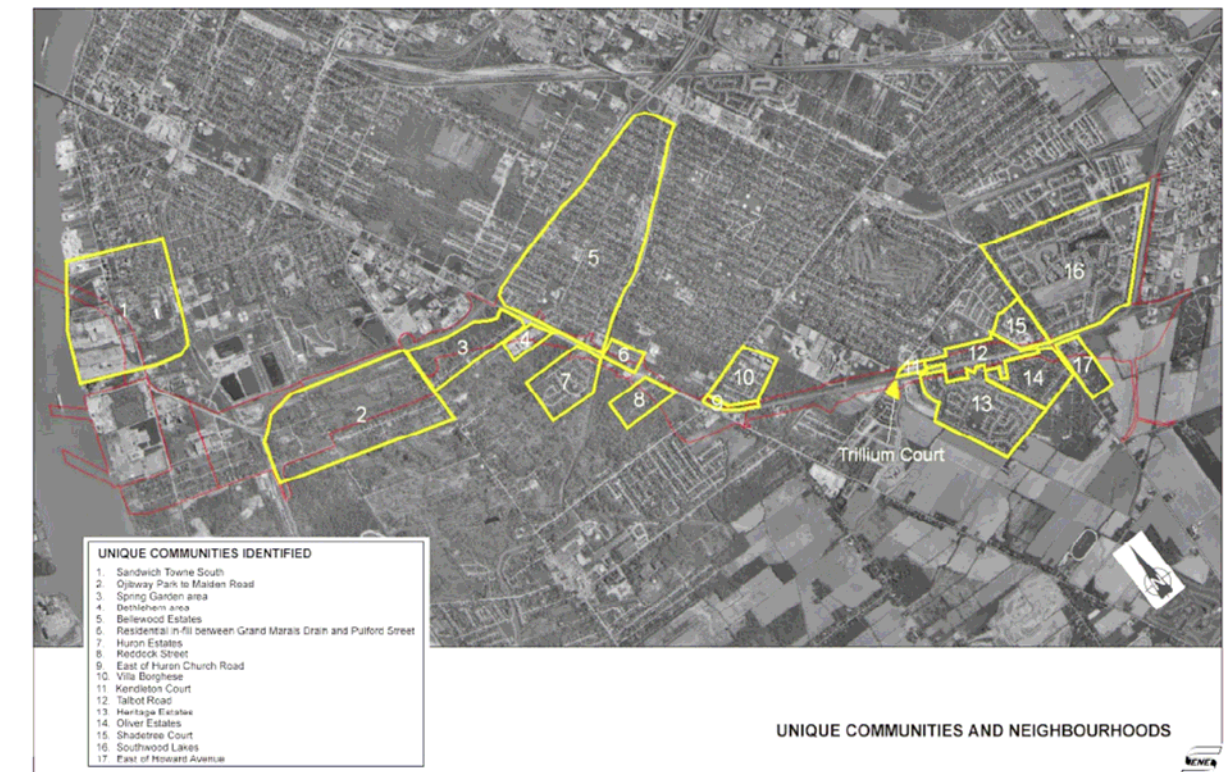 5
16
1
15
3
4
6
12
7
10
11
17
14
8
9
13
2
Trillium Court
N
UNIQUE COMMUNITIES IDENTIFIED
1. Sandwich Towne South
2. Ojibway Park to Malden Road
3. Spring Garden area
4. Bethlehem area
5. Bellewood Estates
6. Residential in-fill between Grand Marais Drain and Pulford Street
7. Huron Estates
8. Reddock Street
9. East of Huron Church Road
10. Villa Borghese
11. Kendleton Court
12. Talbot Road
13. Heritage Estates
14. Oliver Estates
15. Shadetree Court
16. Southwood Lakes
17. East of Howard Avenue
UNIQUE COMMUNITIES AND NEIGHBOURHOODS
SENES